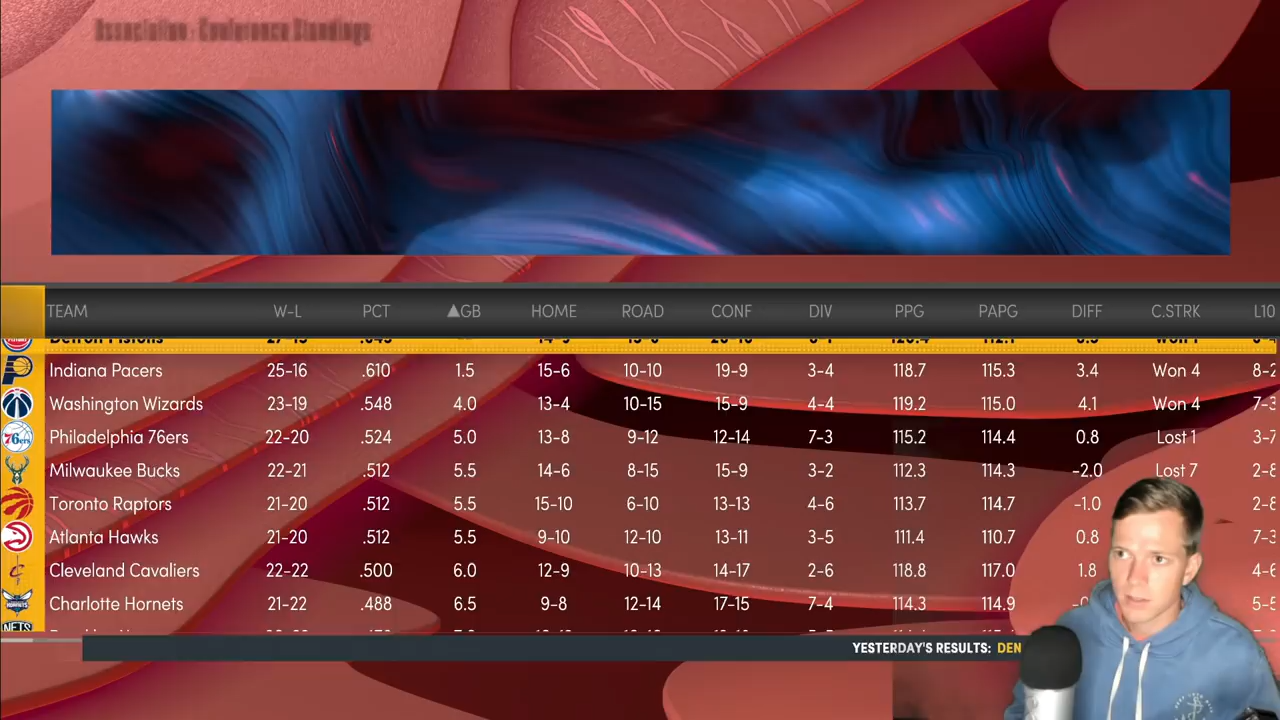 Association : Conference Standings
TEAM W-L PCT ▲GB HOME ROAD CONF DIV PPG PAPG DIFF C.STRK L10
Detroit Pistons
Indiana Pacers 25-16 .610 1.5 15-6 10-10 19-9 3-4 118.7 115.3 3.4 Won 4 8-2
Washington Wizards 23-19 .548 4.0 13-4 10-15 15-9 4-4 119.2 115.0 4.1 Won 4 7-3
76ers Philadelphia 76ers 22-20 .524 5.0 13-8 9-12 12-14 7-3 115.2 114.4 0.8 Lost 1 3-7
Milwaukee Bucks 22-21 .512 5.5 14-6 8-15 15-9 3-2 112.3 114.3 -2.0 Lost 7 2-8
Toronto Raptors 21-20 .512 5.5 15-10 6-10 13-13 4-6 113.7 114.7 -1.0 2-8
Atlanta Hawks 21-20 .512 5.5 9-10 12-10 13-11 3-5 111.4 110.7 0.8 7-3
Cleveland Cavaliers 22-22 .500 6.0 12-9 10-13 14-17 2-6 118.8 117.0 1.8
Charlotte Hornets 21-22 .488 6.5 9-8 12-14 17-15 7-4 114.3 114.9
NETS
YESTERDAY'S RESULTS: DEN